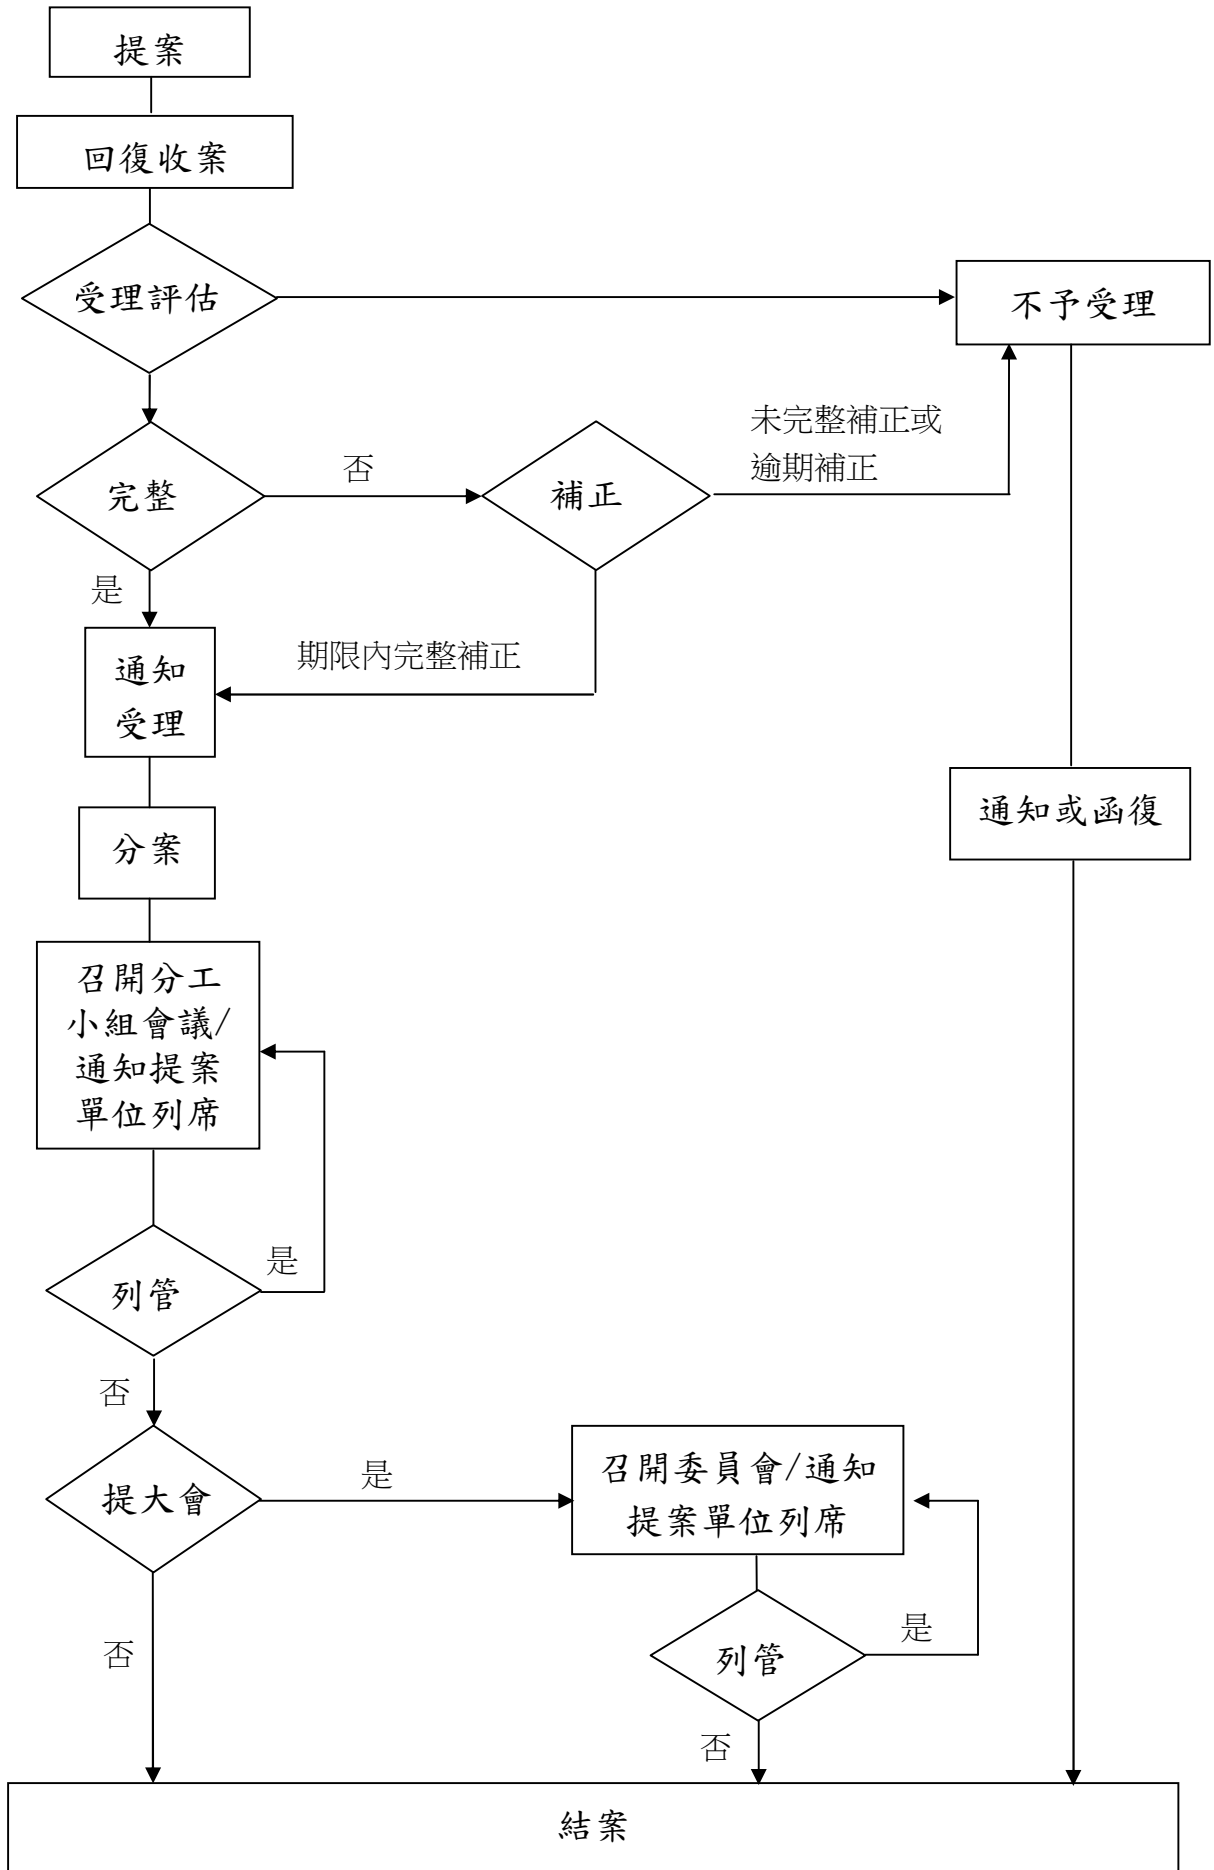 提案
回復收案
受理評估
不予受理
未完整補正或
逾期補正
否
完整
補正
是
通知
受理
期限內完整補正
通知或函復
分案
召開分工
小組會議/
通知提案
單位列席
是
列管
否
提大會
是
召開委員會/通知
提案單位列席
否
列管
是
否
結案